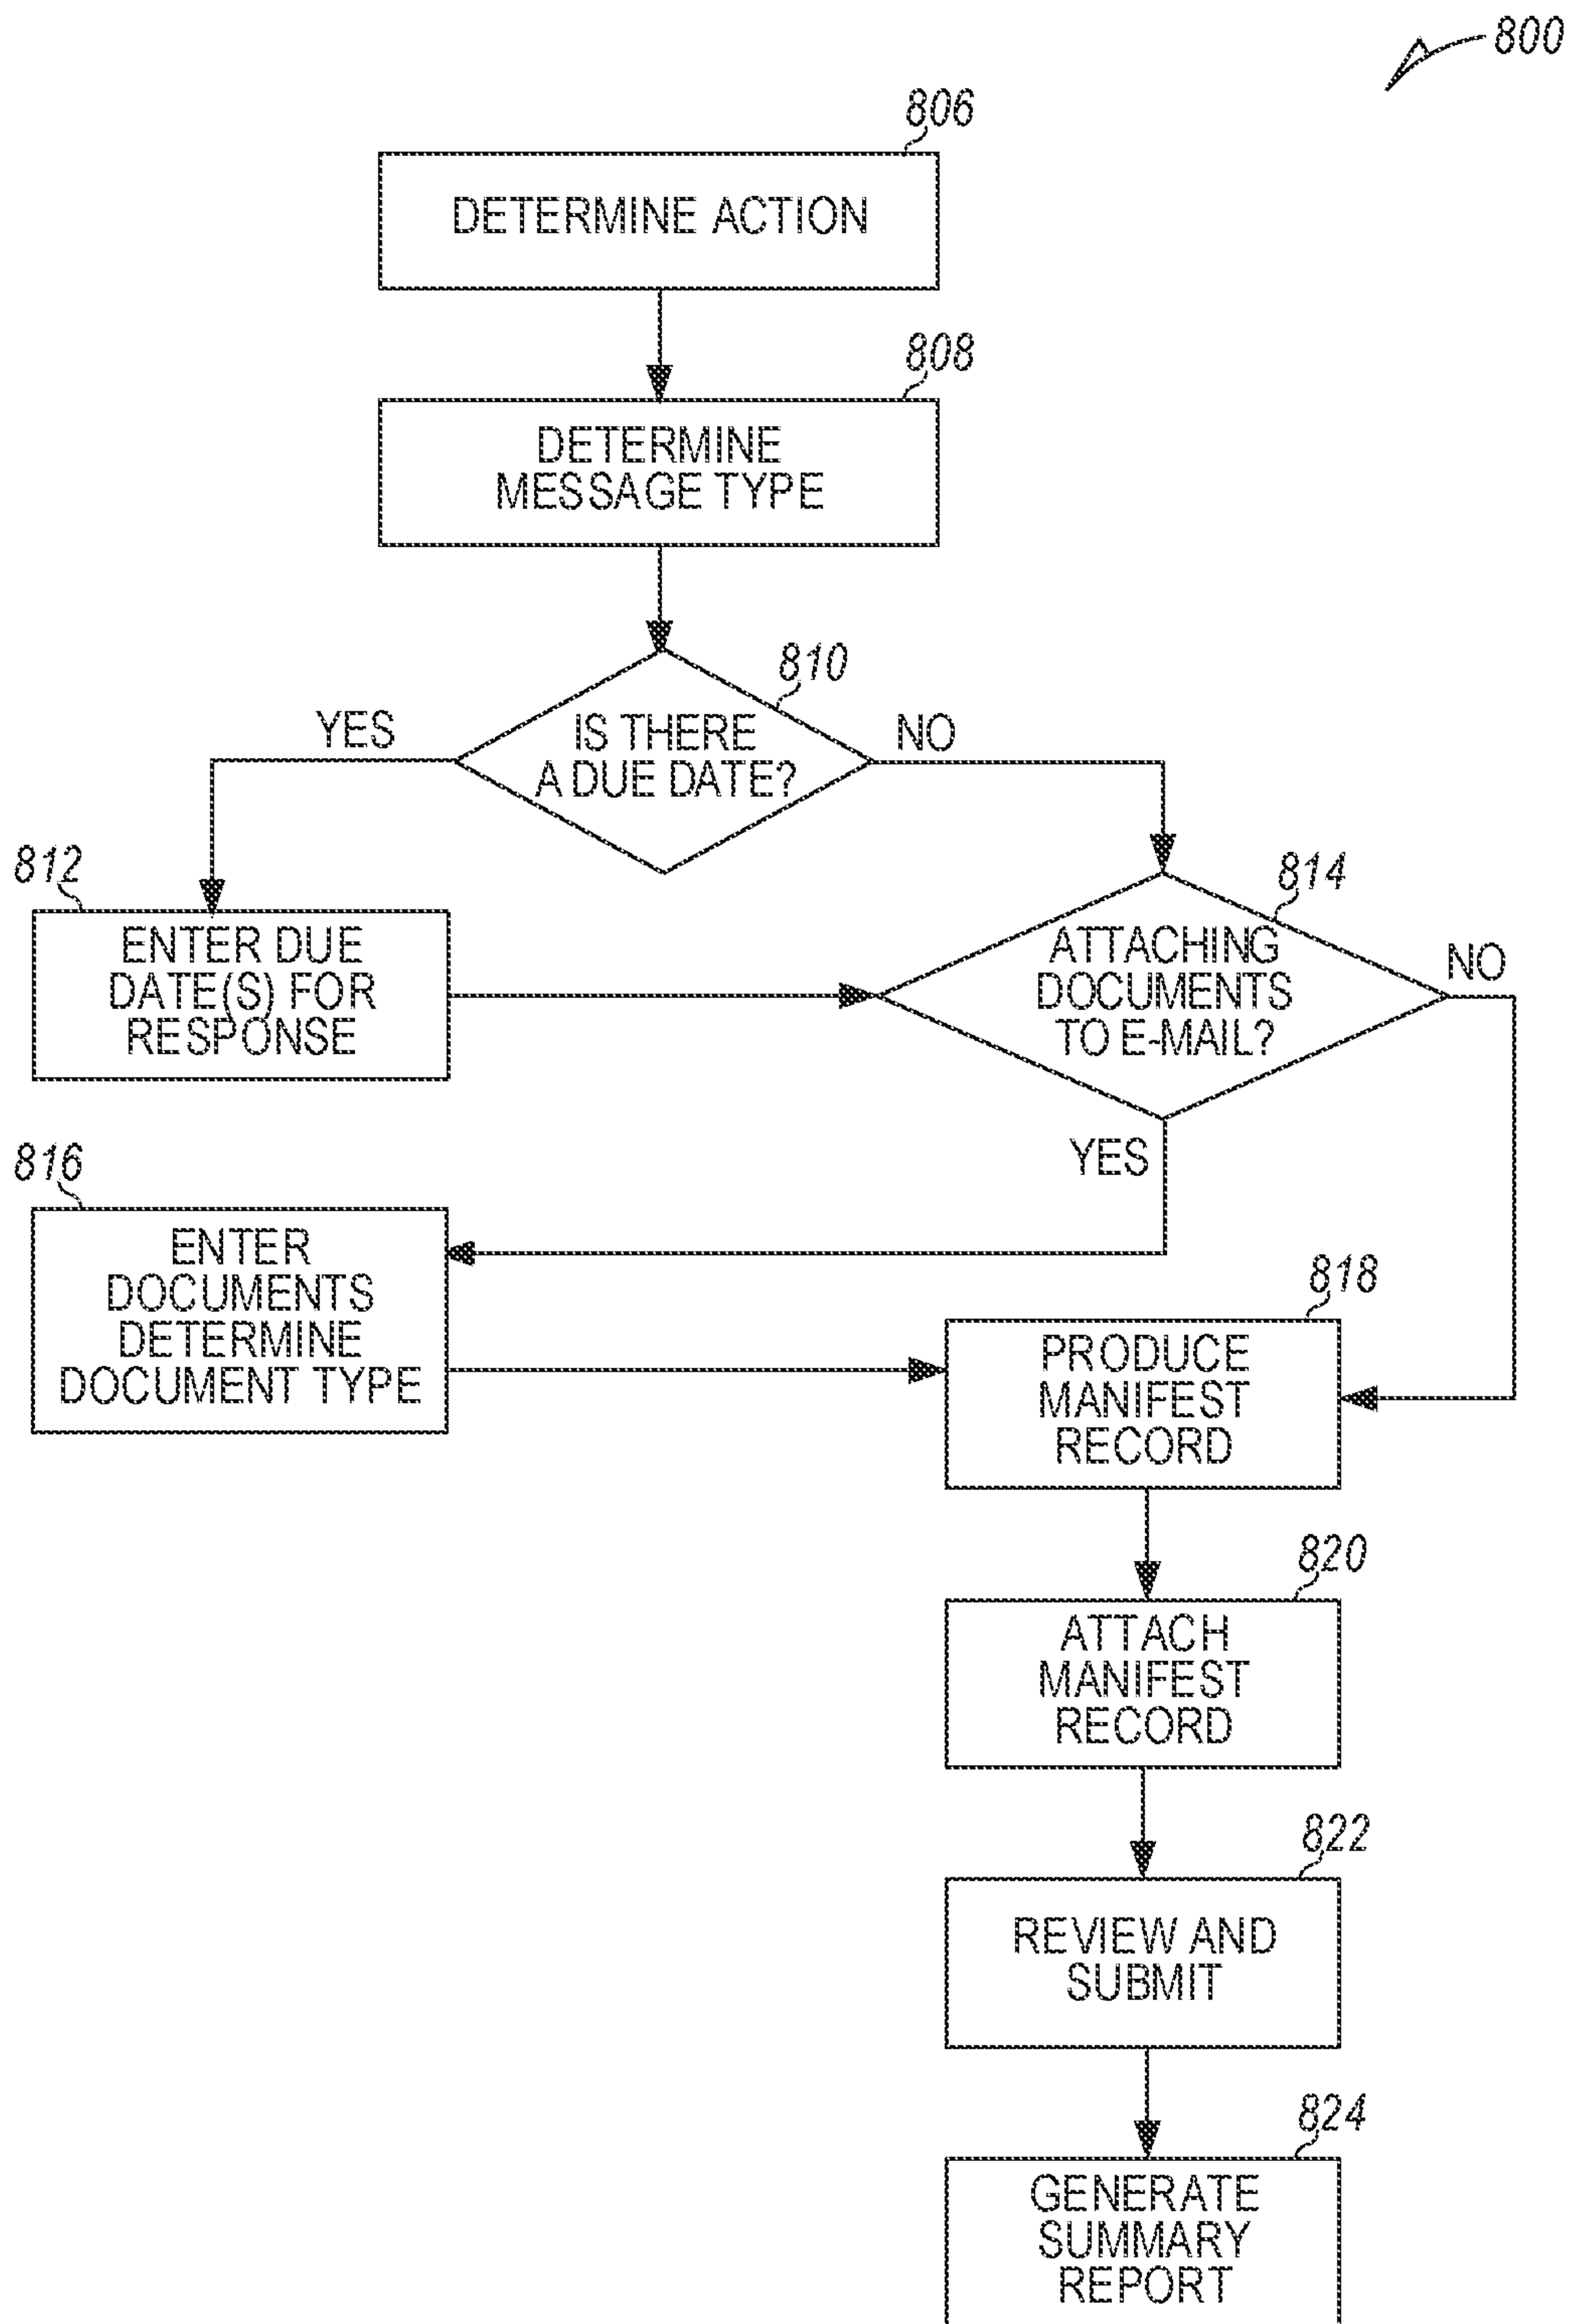 800
806
DETERMINE ACTION
808
DETERMINE
MESSAGE TYPE
810
IS THERE
A DUE DATE?
YES
NO
812
ENTER DUE
DATE(S) FOR
RESPONSE
814
ATTACHING
DOCUMENTS
TO E-MAIL?
NO
YES
816
ENTER
DOCUMENTS
DETERMINE
DOCUMENT TYPE
818
PRODUCE
MANIFEST
RECORD
820
ATTACH
MANIFEST
RECORD
822
REVIEW AND
SUBMIT
824
GENERATE
SUMMARY
REPORT